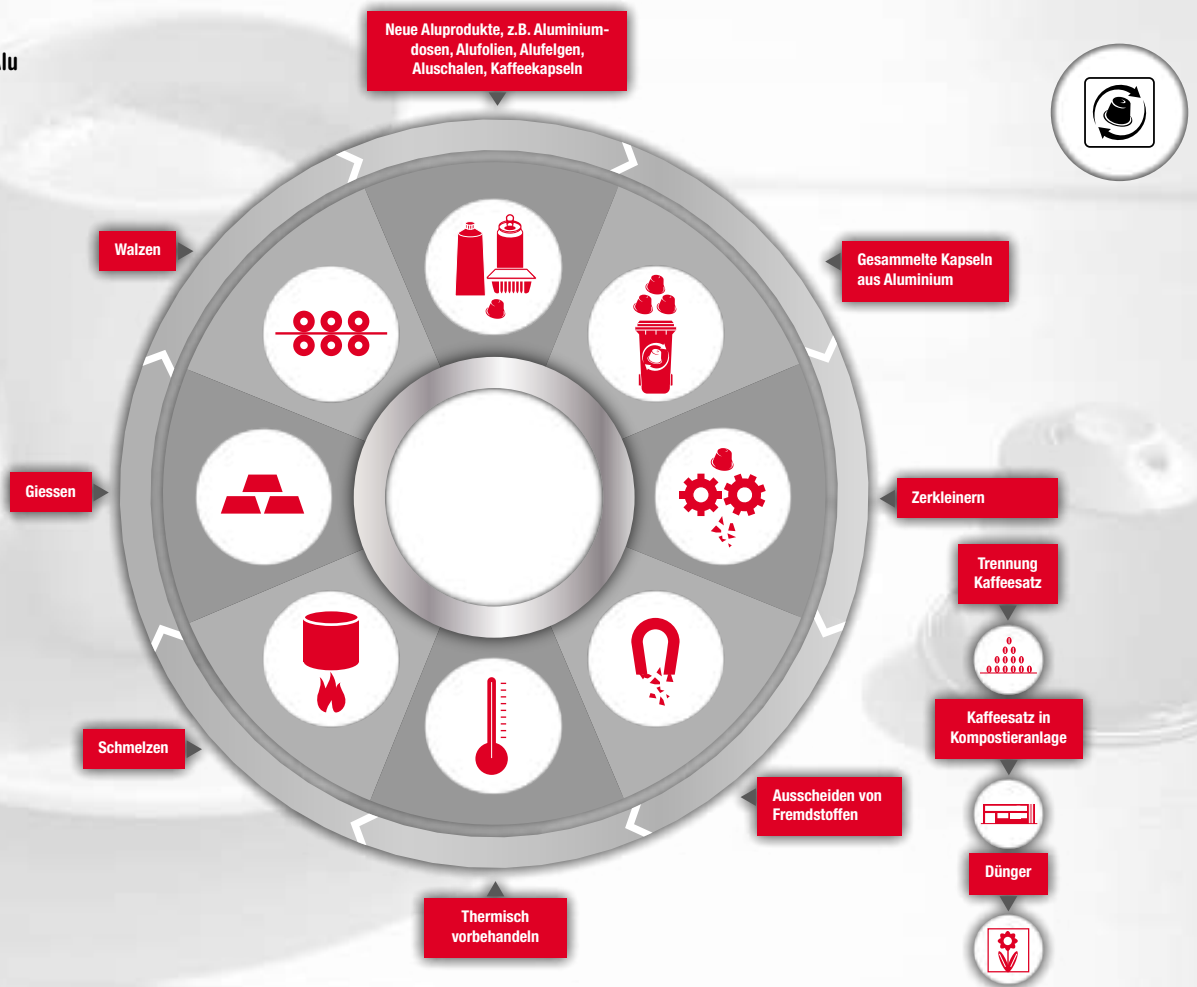 Alu
Neue Aluprodukte, z.B. Aluminium-
dosen, Alufolien, Alufelgen,
Aluschalen, Kaffeekapseln
Gesammelte Kapseln
aus Aluminium
Zerkleinern
Trennung
Kaffeesatz
Kaffeesatz in
Kompostieranlage
Dünger
Ausscheiden von
Fremdstoffen
Thermisch
vorbehandeln
Schmelzen
Giessen
Walzen